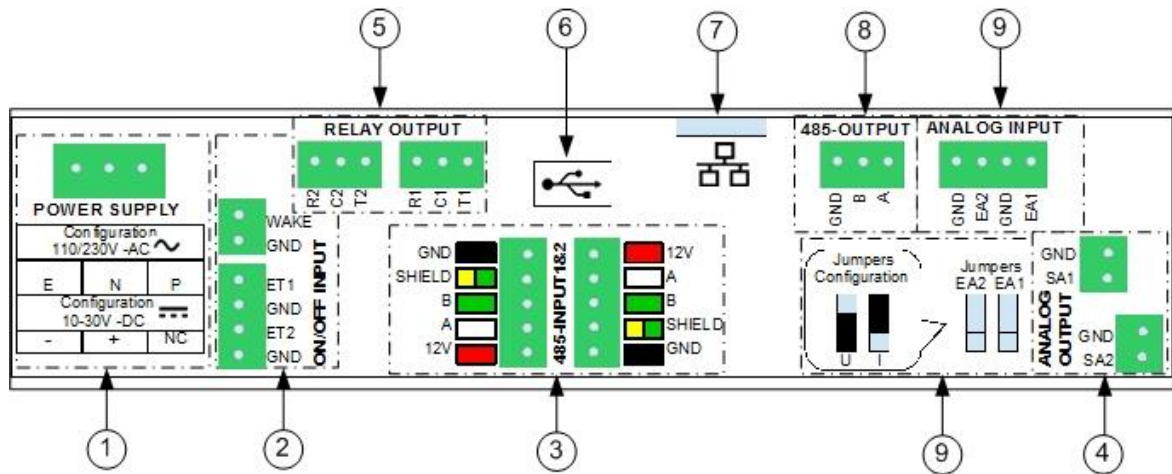 5
6
7
8
9
RELAY OUTPUT
485-OUTPUT
ANALOG INPUT
R2
C2
T2
R1
C1
T1
GND
B
A
GND
EA2
GND
EA1
POWER SUPPLY
Configuration
110/230V -AC
E N P
Configuration
10-30V -DC
- + NC
WAKE
GND
ET1
GND
ET2
GND
ON/OFF INPUT
GND
SHIELD
B
A
12V
485-INPUT1&2
12V
A
B
SHIELD
GND
Jumpers
Configuration
U I
Jumpers
EA2 EA1
GND
SA1
ANALOG
OUTPUT
GND
SA2
1
2
3
9
4